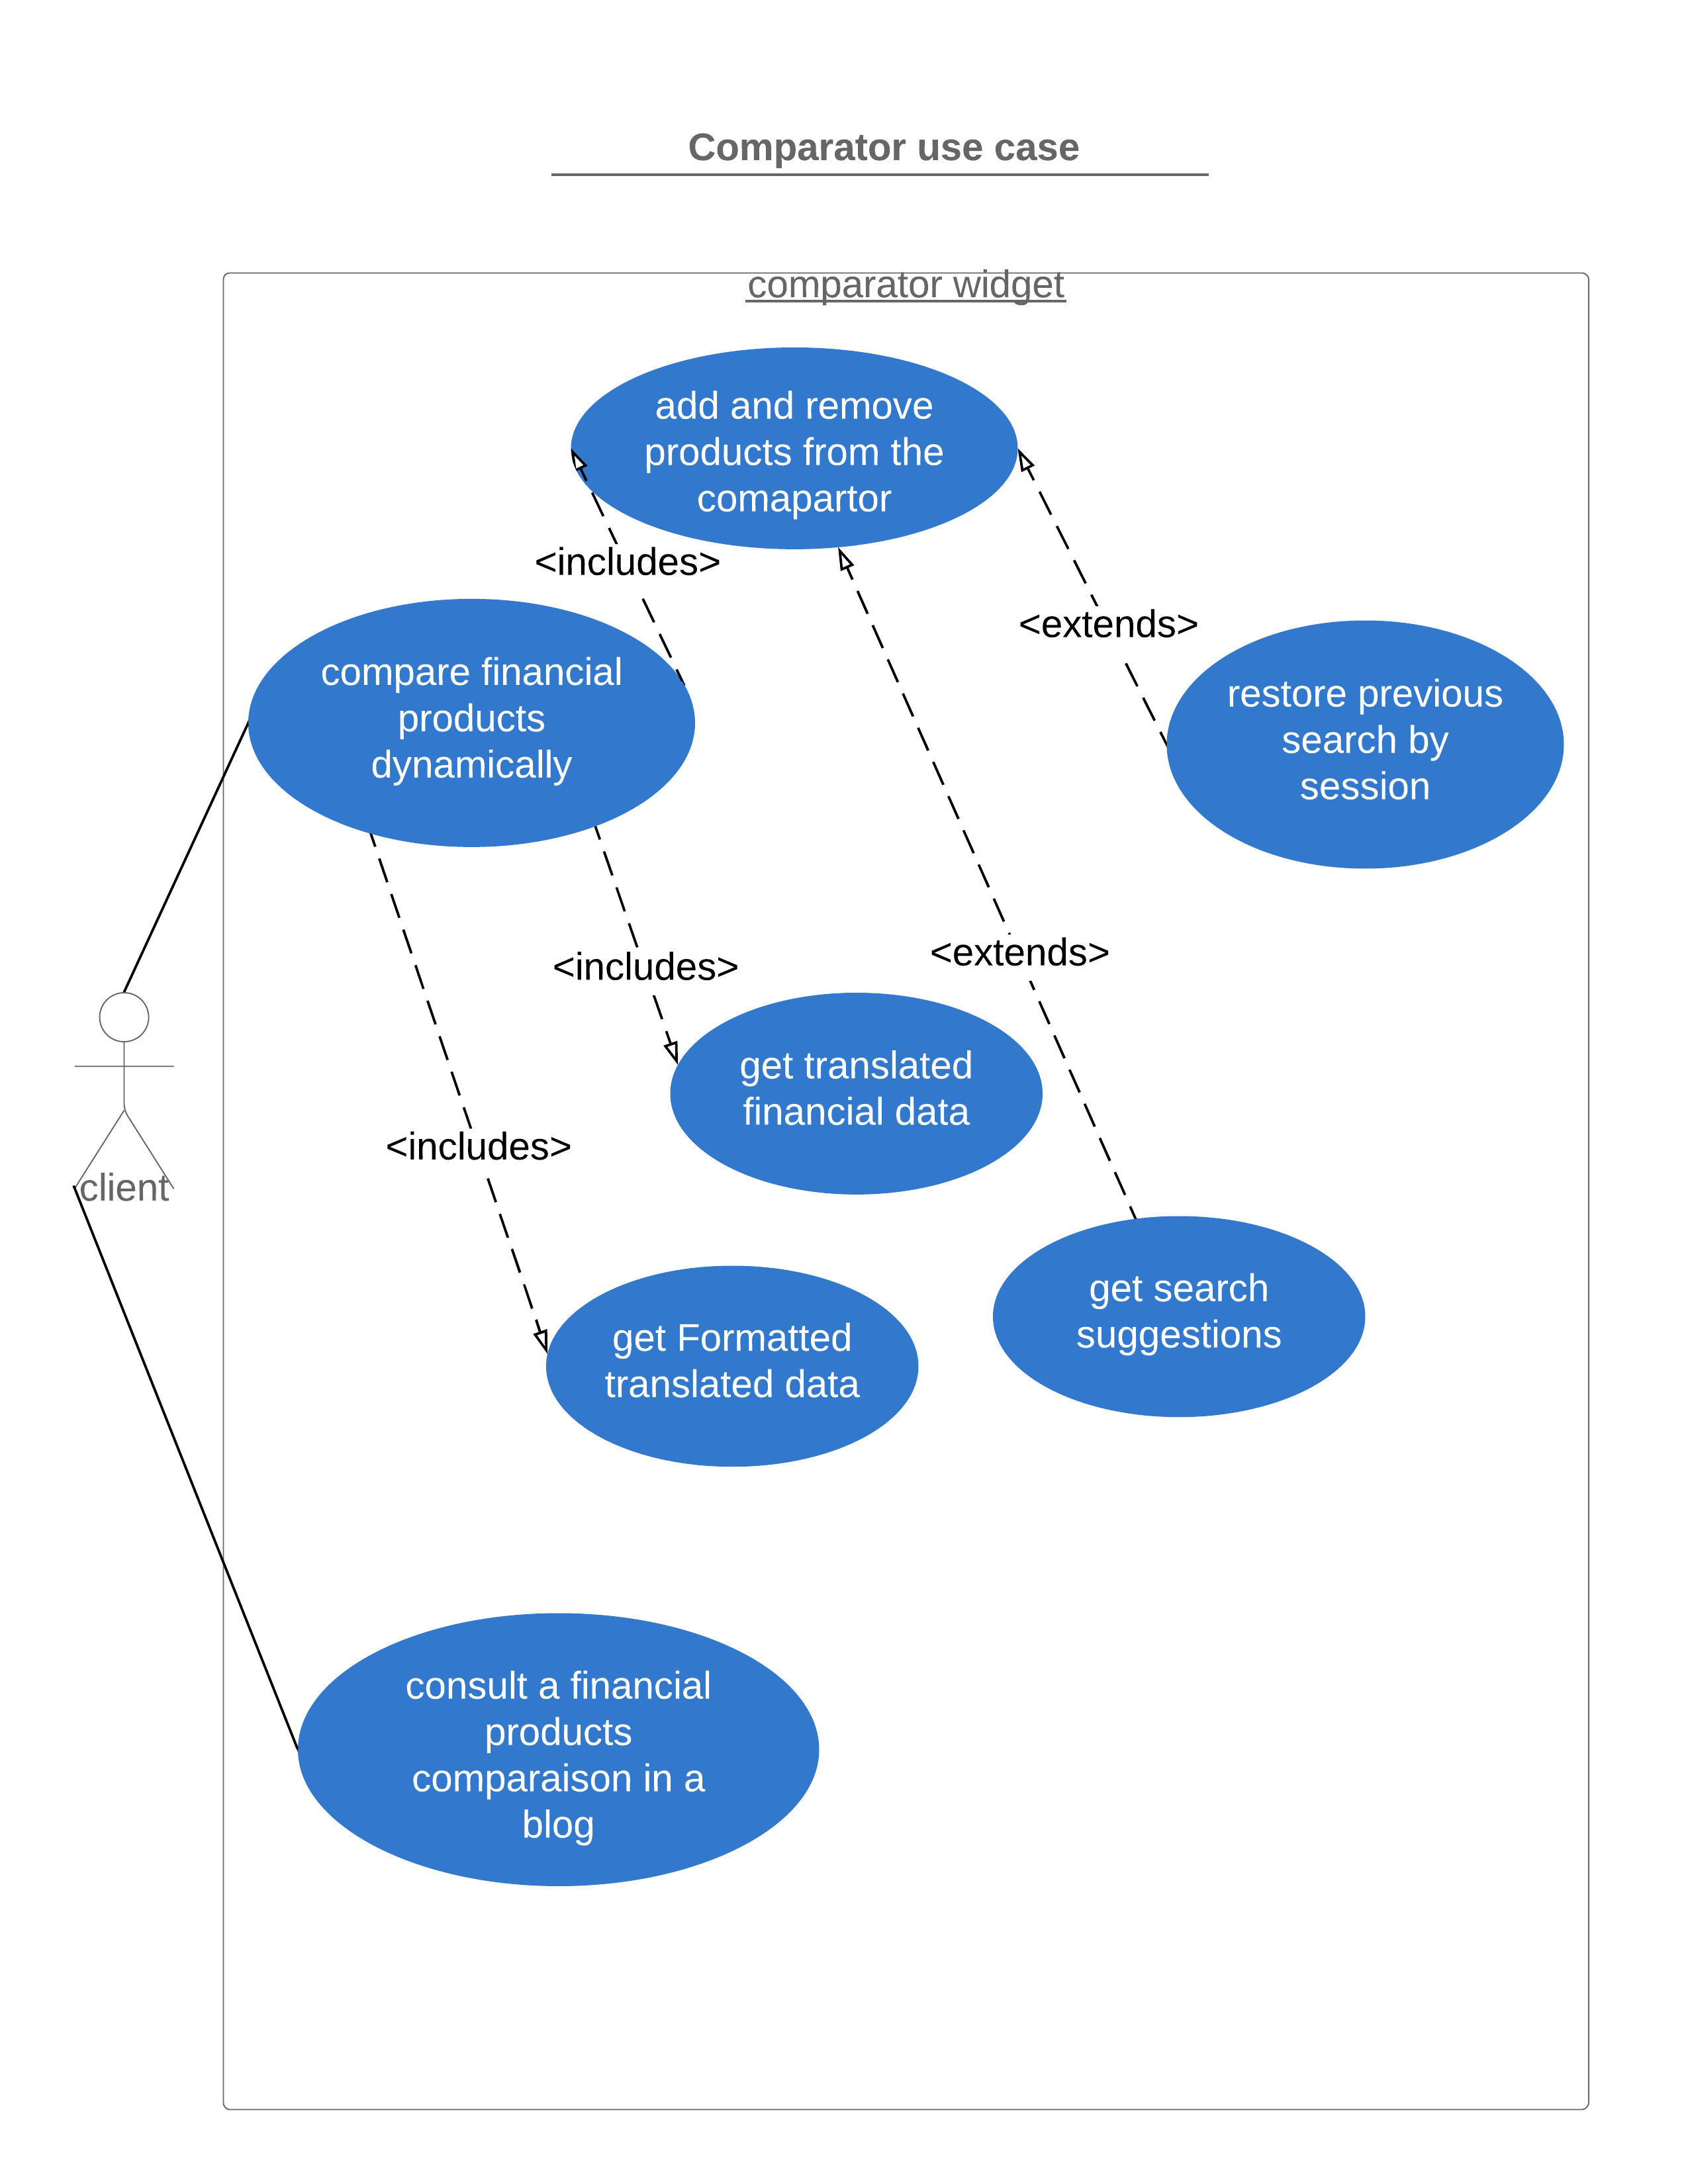 Comparator use case
comparator widget
add and remove
products from the
comapartor
<includes>
<extends>
compare financial
products
dynamically
restore previous
search by
session
<extends>
<includes>
get translated
financial data
<includes>
client
get search
suggestions
get Formatted
translated data
consult a financial
products
comparaison in a
blog